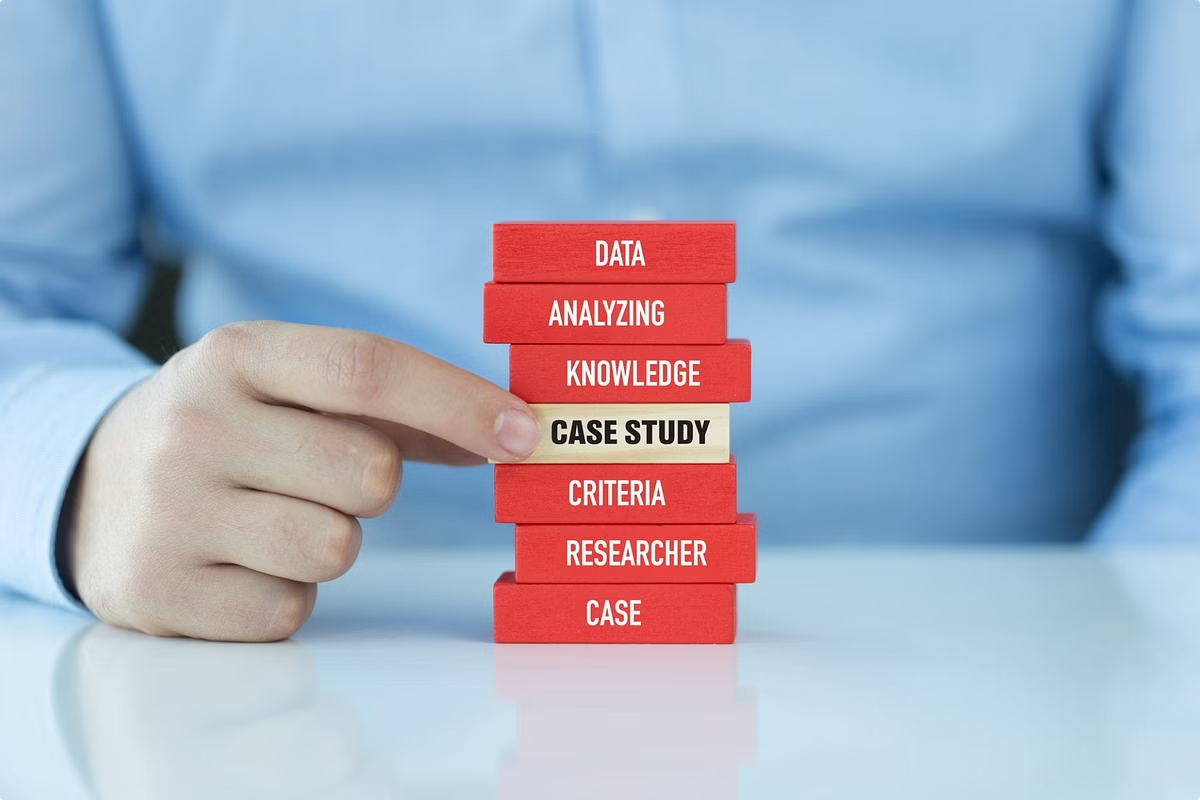 DATA
ANALYZING
KNOWLEDGE
CASE STUDY
CRITERIA
RESEARCHER
CASE